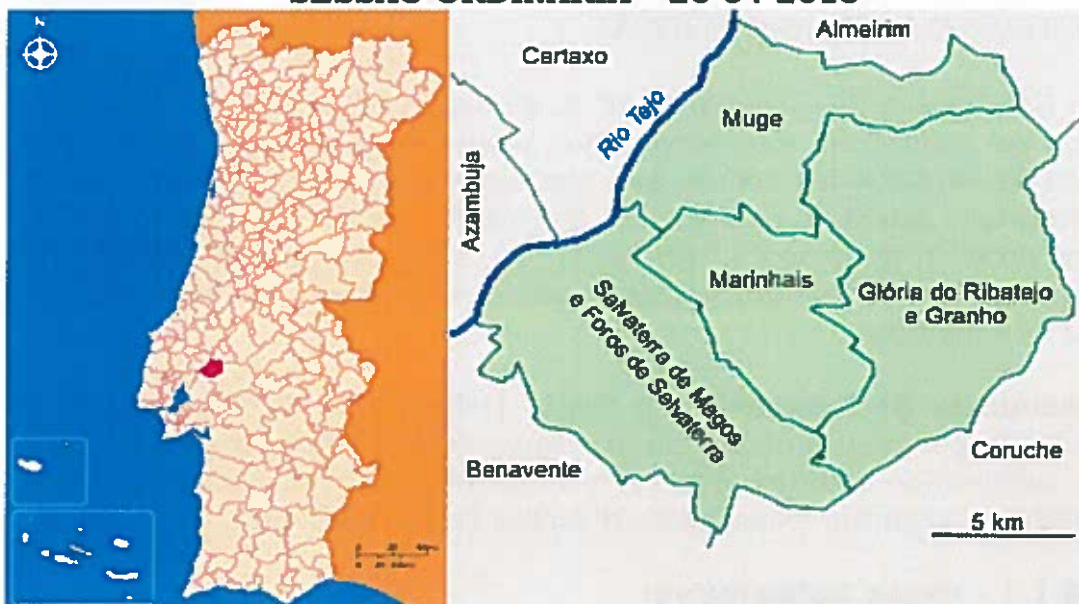 Cartaxo
Almeirim
Muge
Rio Tejo
Azambuja
Marinhais
Glória do Ribatejo
e Granho
Salvaterra de Magos
e Foros de Salvaterra
Benavente
Coruche
5 km